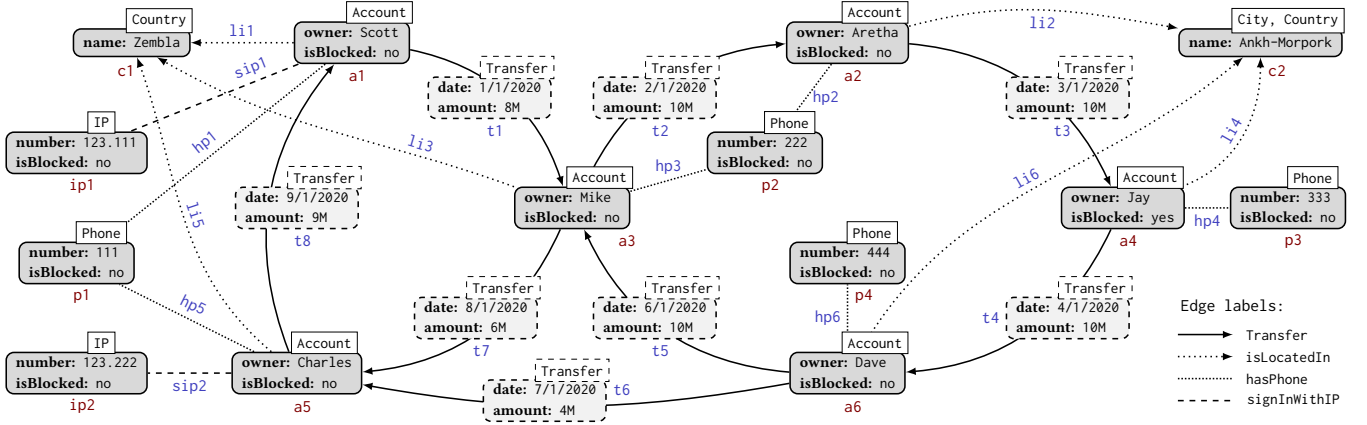 Country
name: Zembla
c1
li1
Account
owner: Scott
isBlocked: no
a1
sip1
Account
owner: Aretha
isBlocked: no
a2
li2
City, Country
name: Ankh-Morpork
c2
Transfer
date: 1/1/2020
amount: 8M
t1
Transfer
date: 2/1/2020
amount: 10M
t2
hp2
Transfer
date: 3/1/2020
amount: 10M
t3
IP
number: 123.111
isBlocked: no
ip1
hp1
li3
Phone
number: 222
isBlocked: no
p2
hp3
li4
li6
Transfer
date: 9/1/2020
amount: 9M
t8
li5
Account
owner: Mike
isBlocked: no
a3
Account
owner: Jay
isBlocked: yes
a4
hp4
Phone
number: 333
isBlocked: no
p3
Phone
number: 111
isBlocked: no
p1
hp5
Phone
number: 444
isBlocked: no
p4
hp6
Transfer
date: 8/1/2020
amount: 6M
t7
Transfer
date: 6/1/2020
amount: 10M
t5
Transfer
date: 4/1/2020
amount: 10M
t4
IP
number: 123.222
isBlocked: no
ip2
sip2
Account
owner: Charles
isBlocked: no
a5
Transfer
date: 7/1/2020
amount: 4M
t6
Account
owner: Dave
isBlocked: no
a6
Edge labels:
Transfer
isLocatedIn
hasPhone
signInWithIP